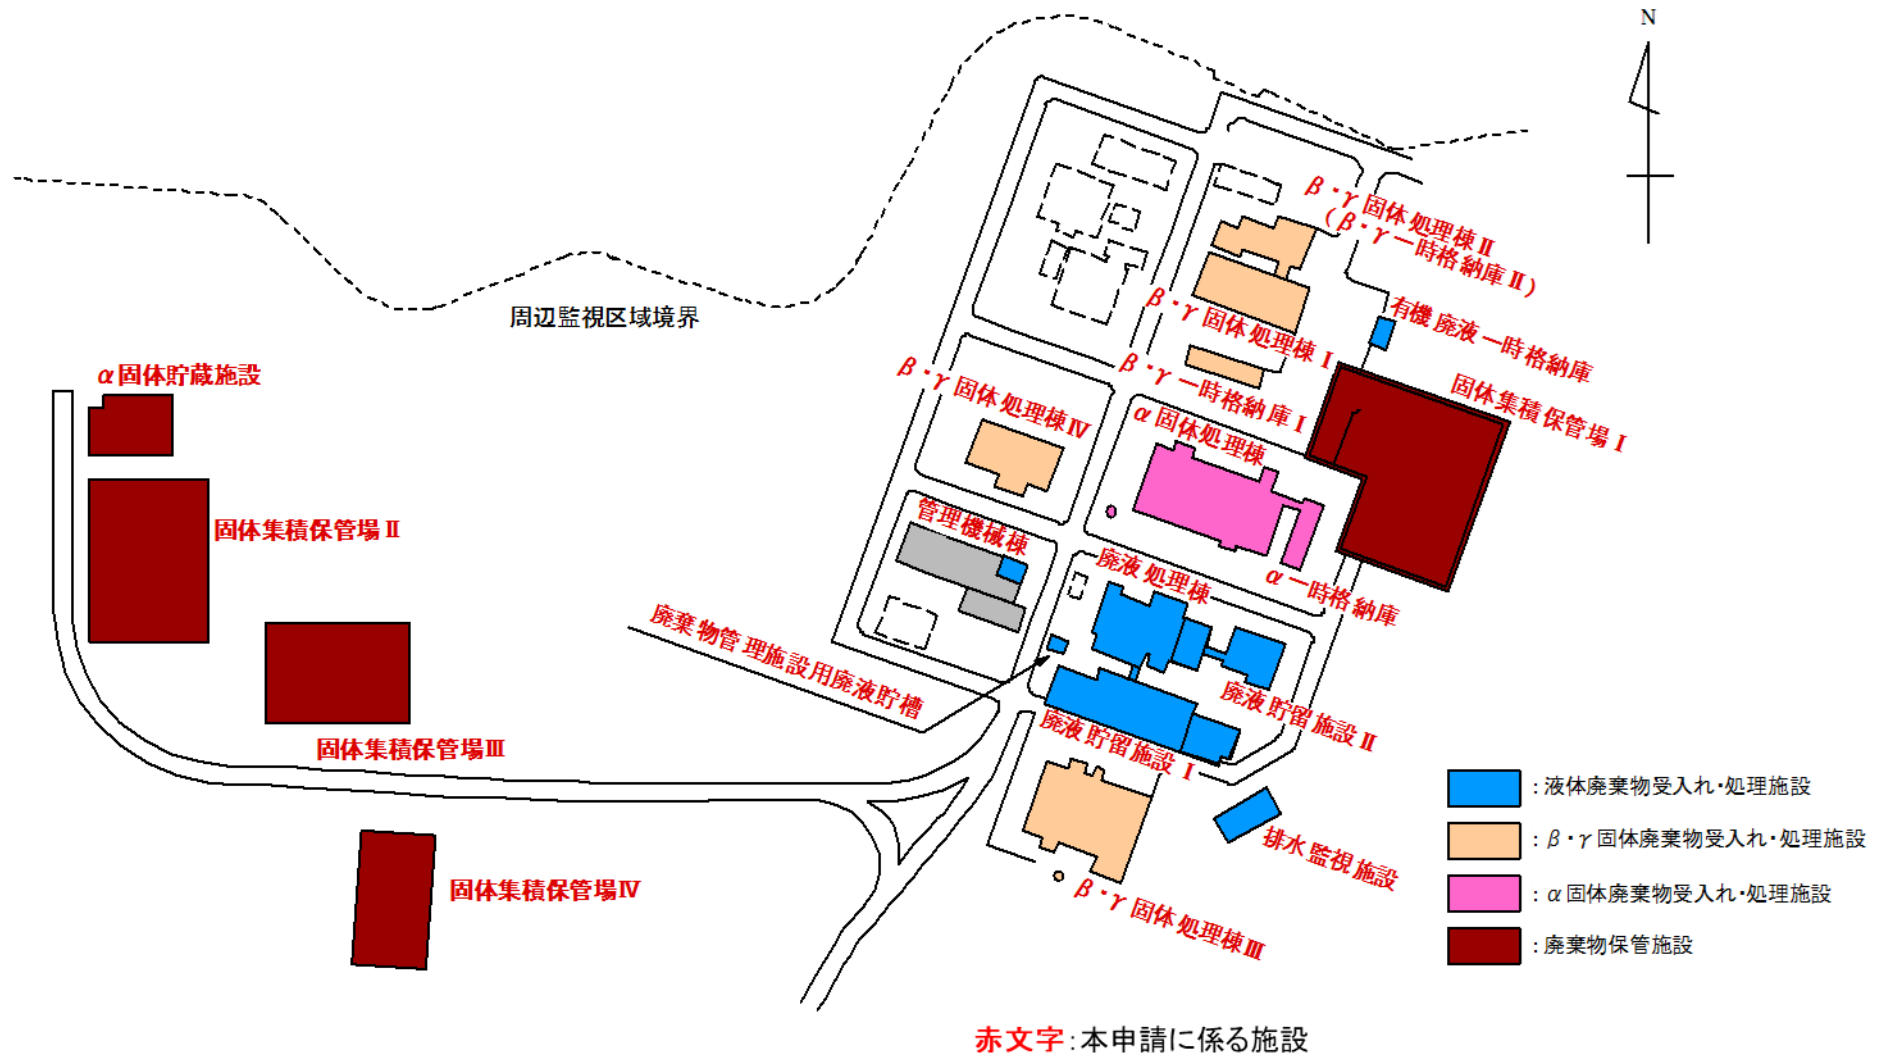 N
β・γ固体処理棟Ⅱ
（β・γ一時格納庫Ⅱ）
有機廃液一時格納庫
周辺監視区域境界
β・γ固体処理棟Ⅰ
β・γ一時格納庫Ⅰ
固体集積保管場Ⅰ
α固体貯蔵施設
β・γ固体処理棟Ⅳ
α固体処理棟
固体集積保管場Ⅱ
管理機械棟
廃液処理棟
α一時格納庫
廃棄物管理施設用廃液貯槽
廃液貯留施設Ⅱ
固体集積保管場Ⅲ
廃液貯留施設Ⅰ
排水監視施設
固体集積保管場Ⅳ
β・γ固体処理棟Ⅲ
：液体廃棄物受入れ・処理施設
：β・γ固体廃棄物受入れ・処理施設
：α固体廃棄物受入れ・処理施設
：廃棄物保管施設
赤文字：本申請に係る施設